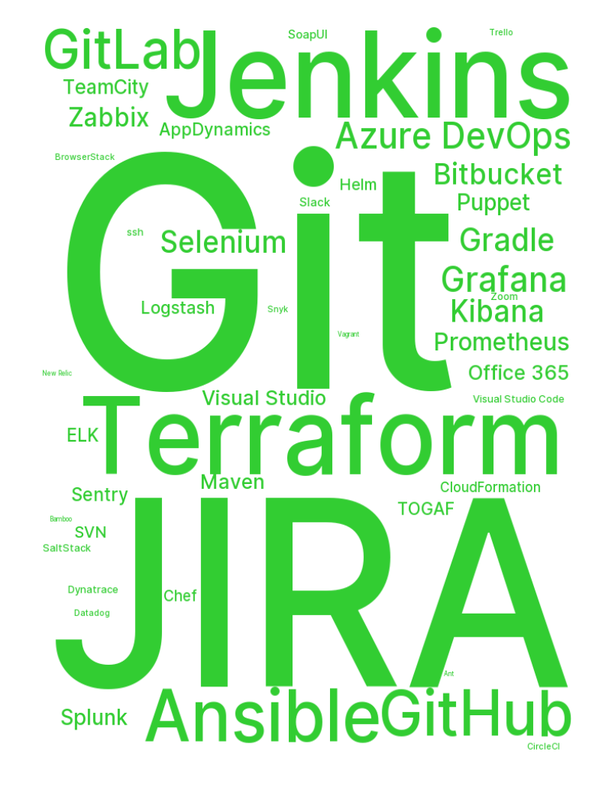 SoapUI
Trello
GitLab
Jenkins
TeamCity
Zabbix
AppDynamics
Azure DevOps
BrowserStack
Git
Helm
Bitbucket
Slack
Puppet
ssh
Selenium
Gradle
Grafana
Zoom
Logstash
Snyk
Kibana
Vagrant
Prometheus
New Relic
Office 365
Visual Studio
Visual Studio Code
Terraform
ELK
Maven
Sentry
CloudFormation
TOGAF
Bamboo
SVN
SaltStack
JIRA
Dynatrace
Chef
Datadog
Ant
Splunk
Ansible
GitHub
CircleCI